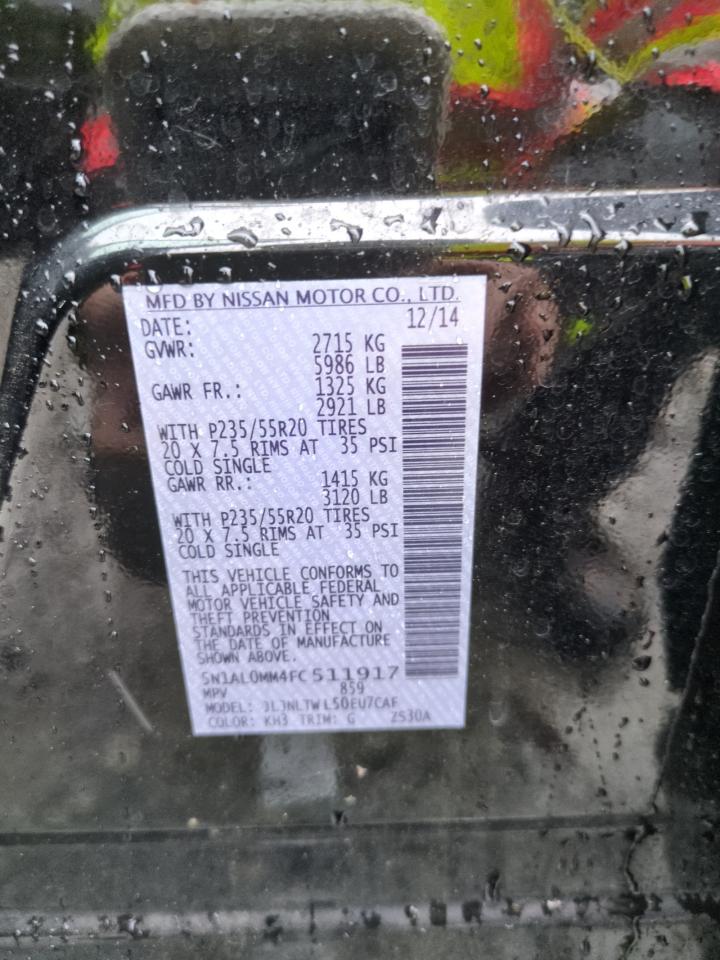 MFD BY NISSAN MOTOR CO., LTD.
DATE: 12/14
GVWR: 2715 KG
5986 LB
GAWR FR.: 1325 KG
2921 LB
WITH P235/55R20 TIRES
20 X 7.5 RIMS AT 35 PSI
COLD SINGLE
GAWR RR.: 1415 KG
3120 LB
WITH P235/55R20 TIRES
20 X 7.5 RIMS AT 35 PSI
COLD SINGLE
THIS VEHICLE CONFORMS TO
ALL APPLICABLE FEDERAL
MOTOR VEHICLE SAFETY AND
THEFT PREVENTION
STANDARDS IN EFFECT ON
THE DATE OF MANUFACTURE
SHOWN ABOVE.
5N1AL0MM4FC511917
MPV 859
MODEL: JLJNLTWL50EU7CAF
COLOR: KH3 TRIM: G 2530A